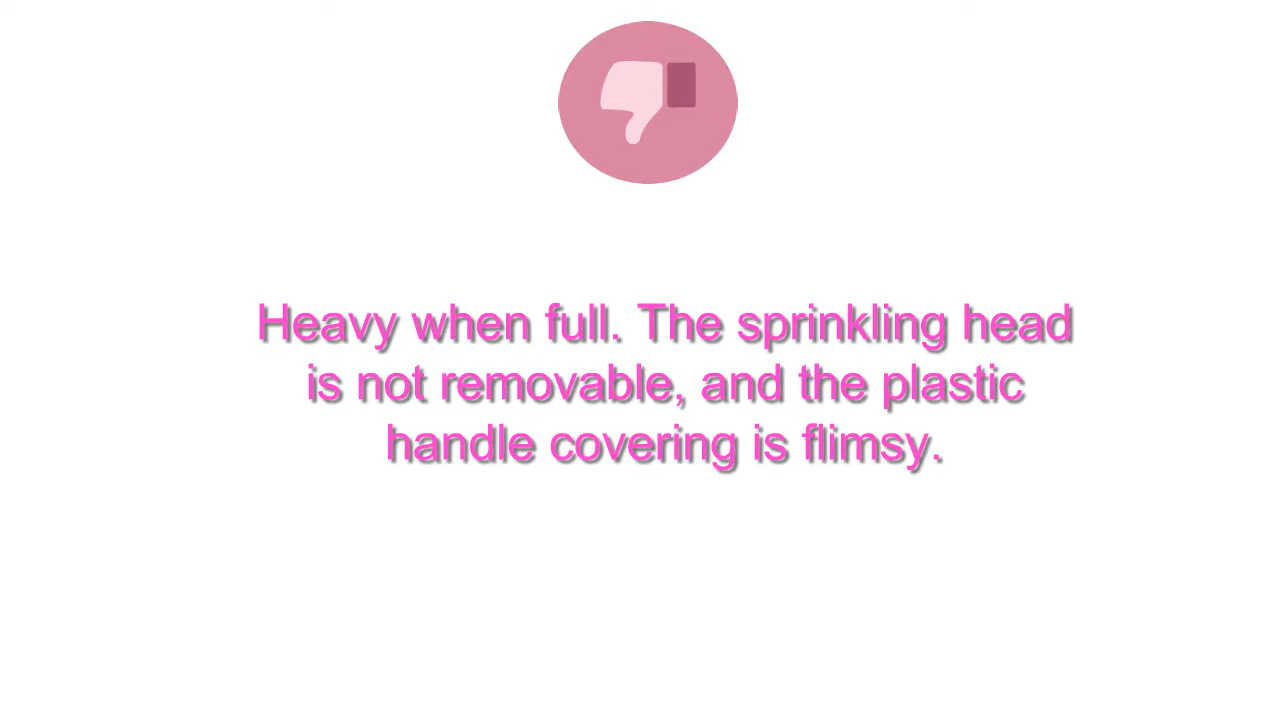 Heavy when full. The sprinkling head
is not removable, and the plastic
handle covering is flimsy.